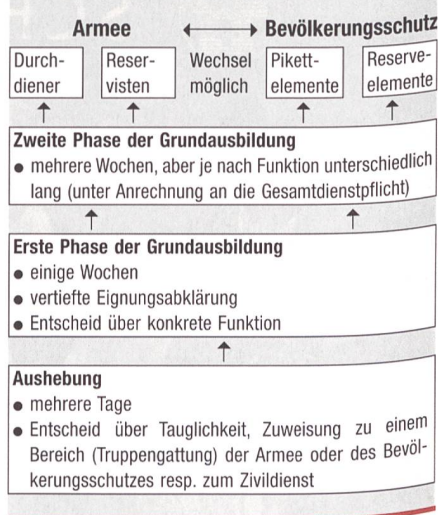 Armee ⟷ Bevölkerungsschutz
Durch- Reser- Wechsel Pikett- Reserve-
diener visten möglich elemente elemente
Zweite Phase der Grundausbildung
● mehrere Wochen, aber je nach Funktion unterschiedlich
lang (unter Anrechnung an die Gesamtdienstpflicht)
Erste Phase der Grundausbildung
● einige Wochen
● vertiefte Eignungsabklärung
● Entscheid über konkrete Funktion
Aushebung
● mehrere Tage
● Entscheid über Tauglichkeit, Zuweisung zu einem
Bereich (Truppengattung) der Armee oder des Bevöl-
kerungsschutzes resp. zum Zivildienst